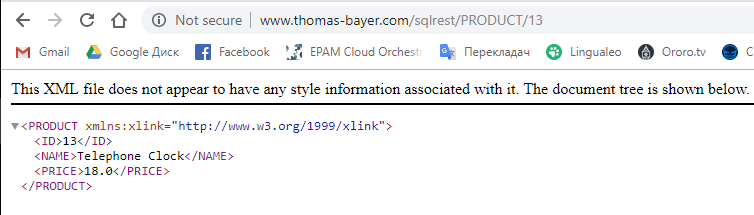 Not secure | www.thomas-bayer.com/sqlrest/PRODUCT/13
Gmail Google Диск Facebook EPAM Cloud Orchest Перекладач Lingualeo Ororo.tv C
This XML file does not appear to have any style information associated with it. The document tree is shown below.
▼<PRODUCT xmlns:xlink="http://www.w3.org/1999/xlink">
<ID>13</ID>
<NAME>Telephone Clock</NAME>
<PRICE>18.0</PRICE>
</PRODUCT>